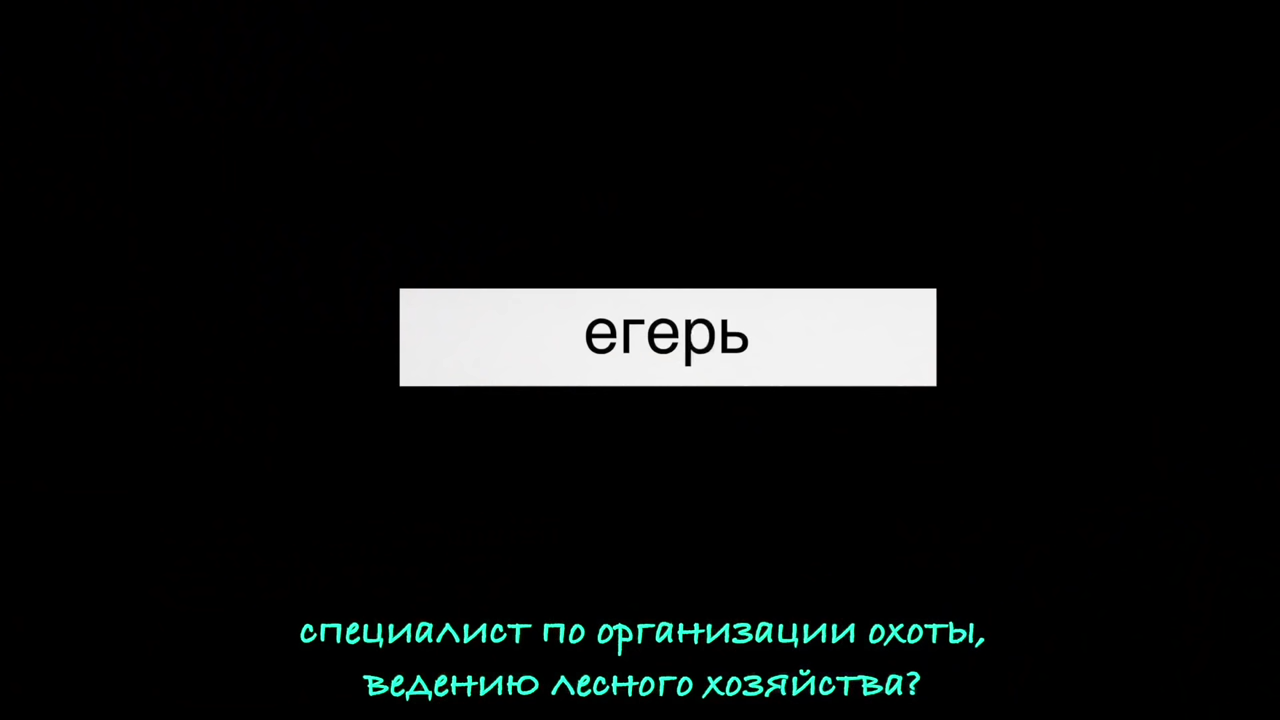 егерь
специалист по организации охоты,
ведению лесного хозяйства?